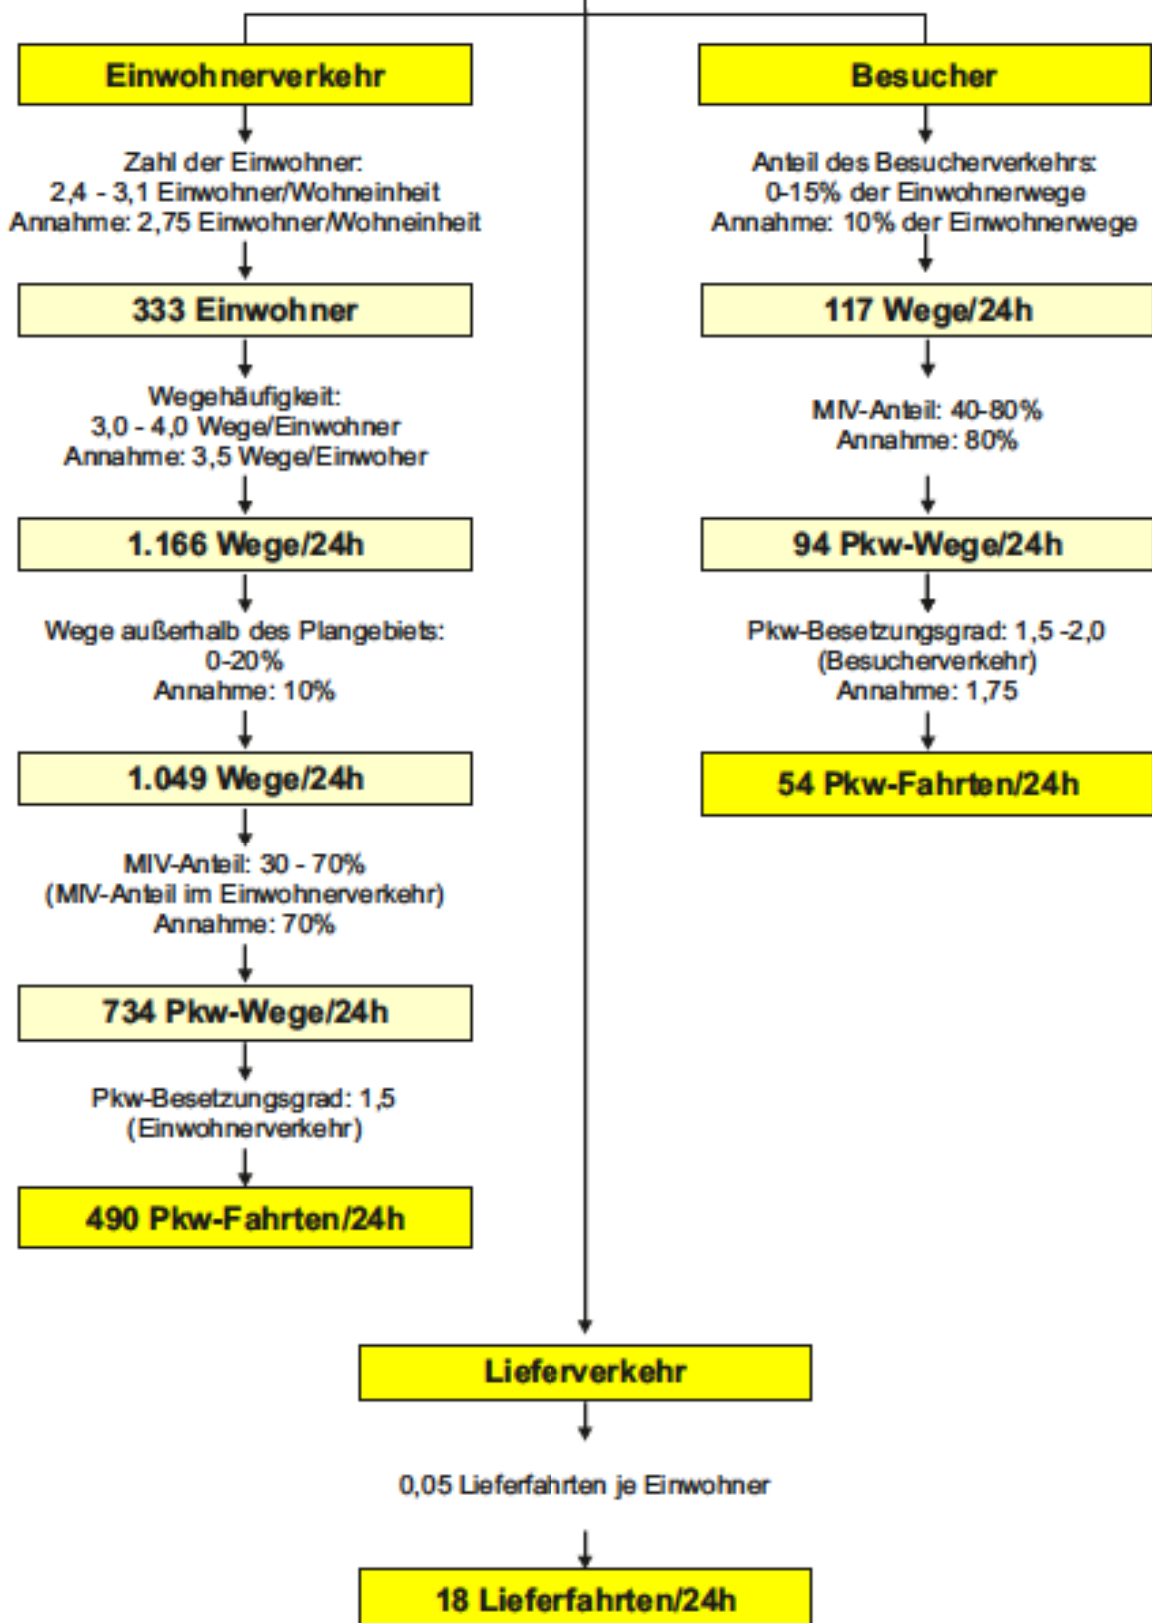 Einwohnerverkehr
Zahl der Einwohner:
2,4 - 3,1 Einwohner/Wohneinheit
Annahme: 2,75 Einwohner/Wohneinheit
333 Einwohner
Wegehäufigkeit:
3,0 - 4,0 Wege/Einwohner
Annahme: 3,5 Wege/Einwoher
1.166 Wege/24h
Wege außerhalb des Plangebiets:
0-20%
Annahme: 10%
1.049 Wege/24h
MIV-Anteil: 30 - 70%
(MIV-Anteil im Einwohnerverkehr)
Annahme: 70%
734 Pkw-Wege/24h
Pkw-Besetzungsgrad: 1,5
(Einwohnerverkehr)
490 Pkw-Fahrten/24h
Besucher
Anteil des Besucherverkehrs:
0-15% der Einwohnerwege
Annahme: 10% der Einwohnerwege
117 Wege/24h
MIV-Anteil: 40-80%
Annahme: 80%
94 Pkw-Wege/24h
Pkw-Besetzungsgrad: 1,5 -2,0
(Besucherverkehr)
Annahme: 1,75
54 Pkw-Fahrten/24h
Lieferverkehr
0,05 Lieferfahrten je Einwohner
18 Lieferfahrten/24h